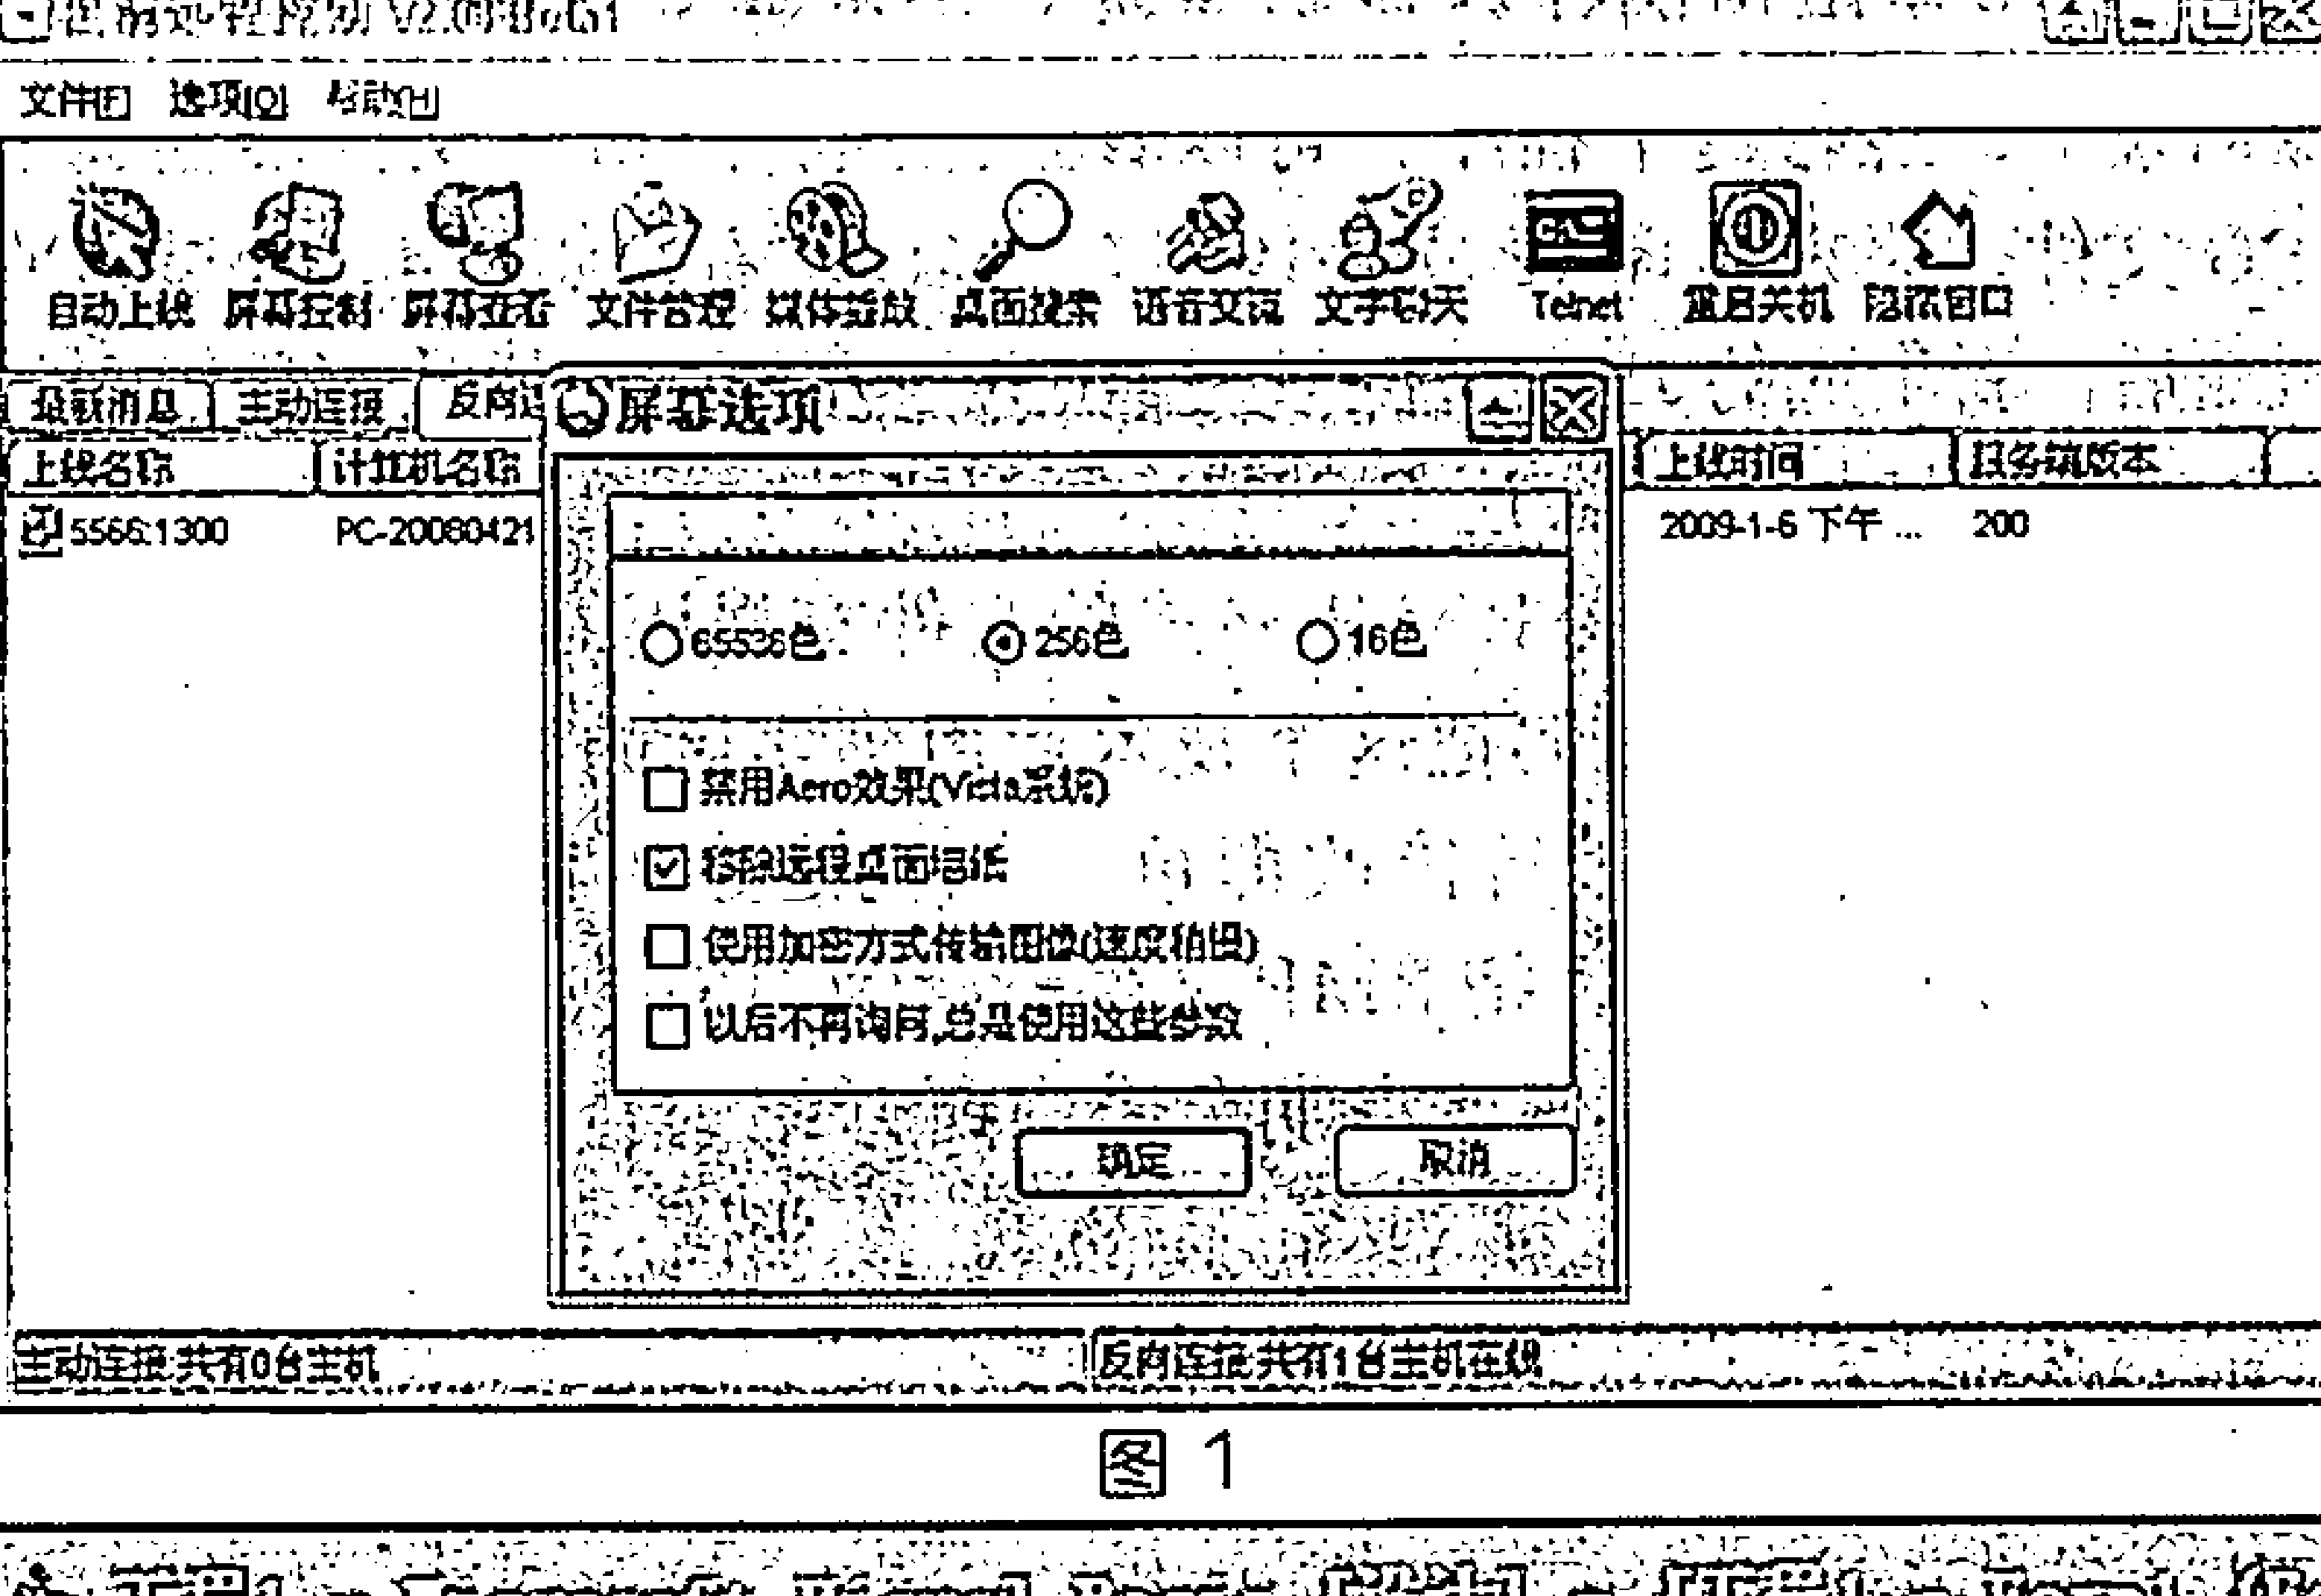 文件[F] 选项[O] 帮助[H]
自动上线 屏幕控制 屏幕查看 文件管理 媒体播放 桌面搜索 语音交流 文字聊天 Telnet 重启关机 隐藏窗口
最新消息 主动连接 反向连
屏幕选项
上线名称 计算机名称 上线时间 服务端版本
5566:1300 PC-20080421 2009-1-6 下午 ... 200
65536色 256色 16色
禁用Aero效果(Vista系统)
移除远程桌面墙纸
使用加密方式传输图像(速度稍慢)
以后不再询问,总是使用这些参数
确定 取消
主动连接:共有0台主机 反向连接:共有1台主机在线
图 1